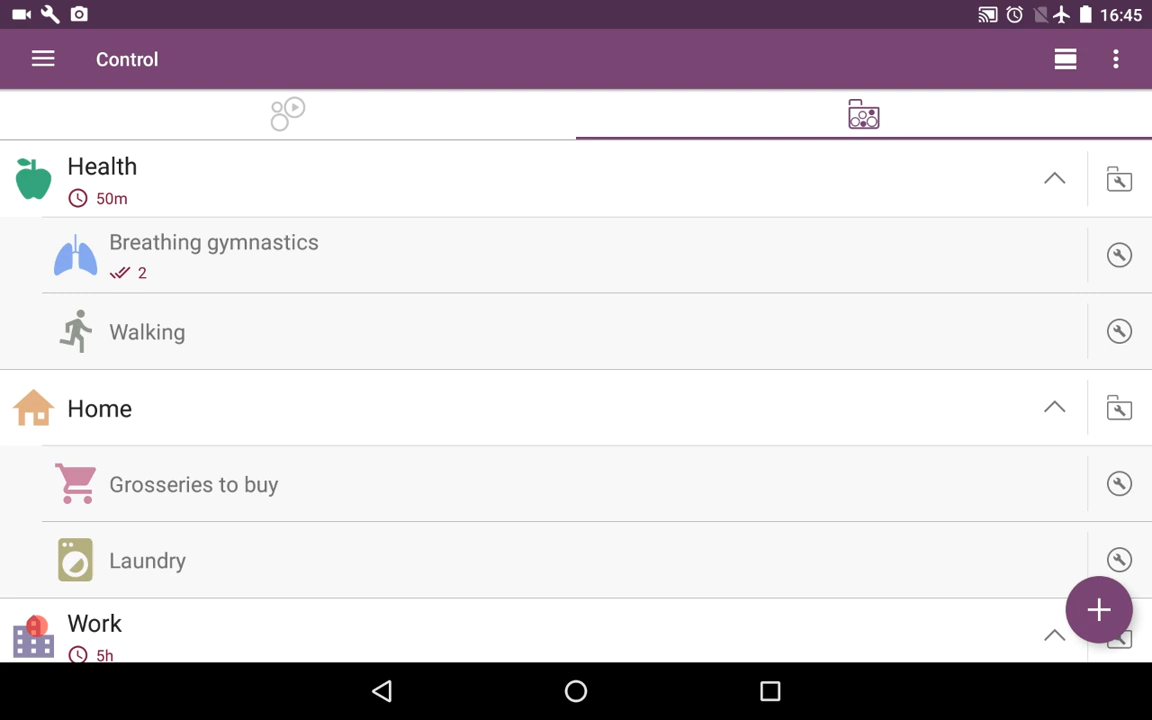 16:45
Control
Health
50m
Breathing gymnastics
2
Walking
Home
Grosseries to buy
Laundry
Work
5h